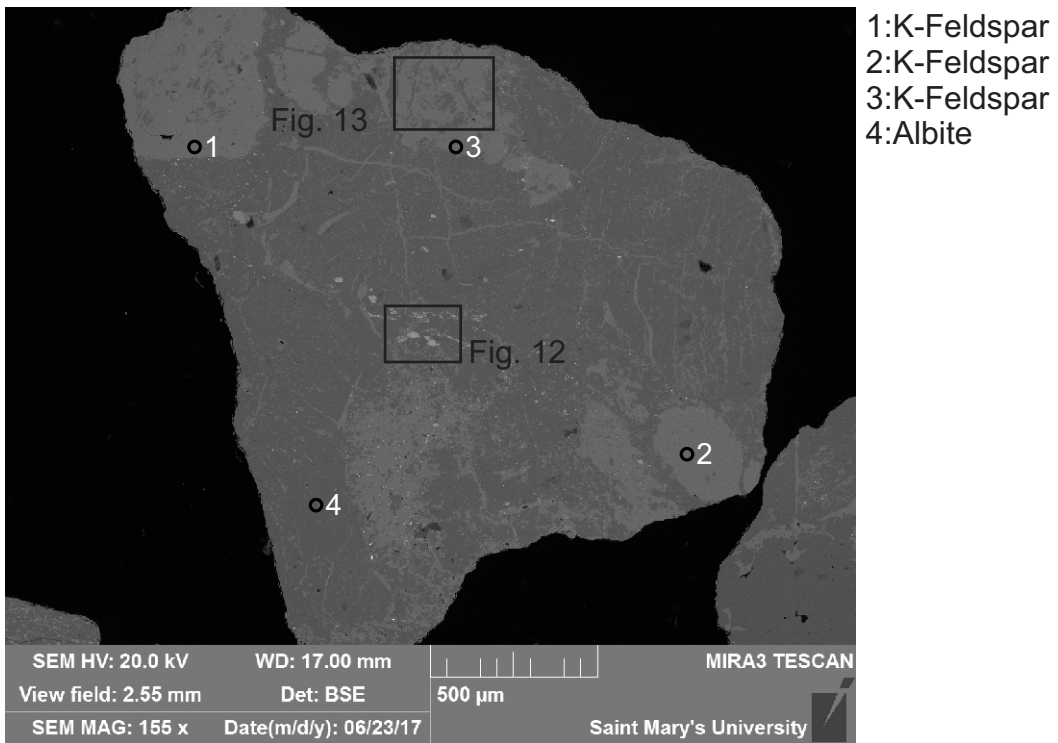 1:K-Feldspar
2:K-Feldspar
3:K-Feldspar
4:Albite
Fig. 13
1
3
Fig. 12
2
4
SEM HV: 20.0 kV
WD: 17.00 mm
MIRA3 TESCAN
View field: 2.55 mm
Det: BSE
500 µm
SEM MAG: 155 x
Date(m/d/y): 06/23/17
Saint Mary's University